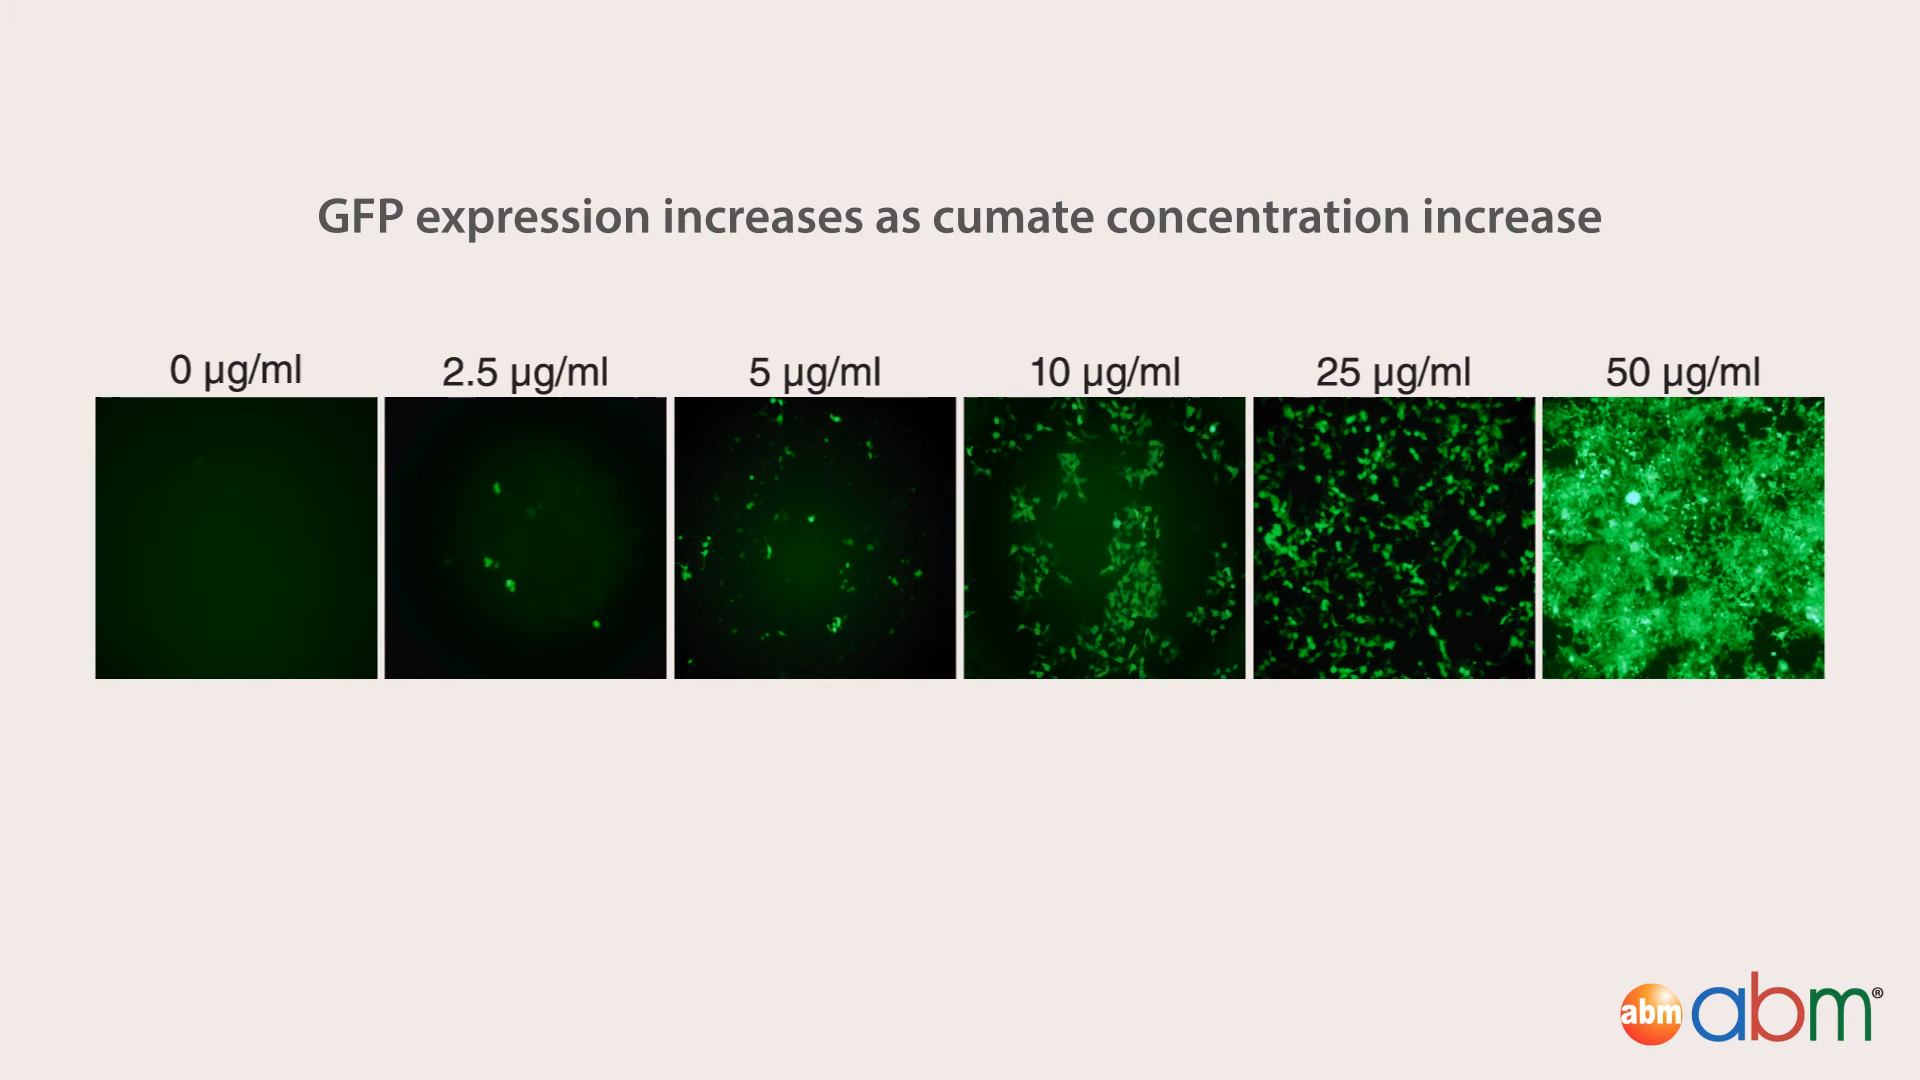 GFP expression increases as cumate concentration increase
0 µg/ml 2.5 µg/ml 5 µg/ml 10 µg/ml 25 µg/ml 50 µg/ml
abm abm®